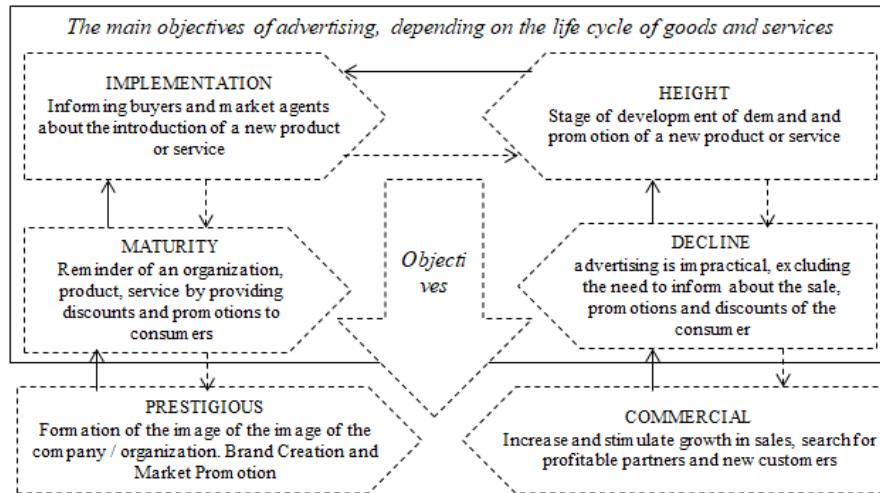 The main objectives of advertising, depending on the life cycle of goods and services
IMPLEMENTATION
Informing buyers and market agents
about the introduction of a new product
or service
HEIGHT
Stage of development of demand and
promotion of a new product or service
MATURITY
Reminder of an organization,
product, service by providing
discounts and promotions to
consumers
Objecti
ves
DECLINE
advertising is impractical, excluding
the need to inform about the sale,
promotions and discounts of the
consumer
PRESTIGIOUS
Formation of the image of the image of the
company / organization. Brand Creation and
Market Promotion
COMMERCIAL
Increase and stimulate growth in sales, search for
profitable partners and new customers